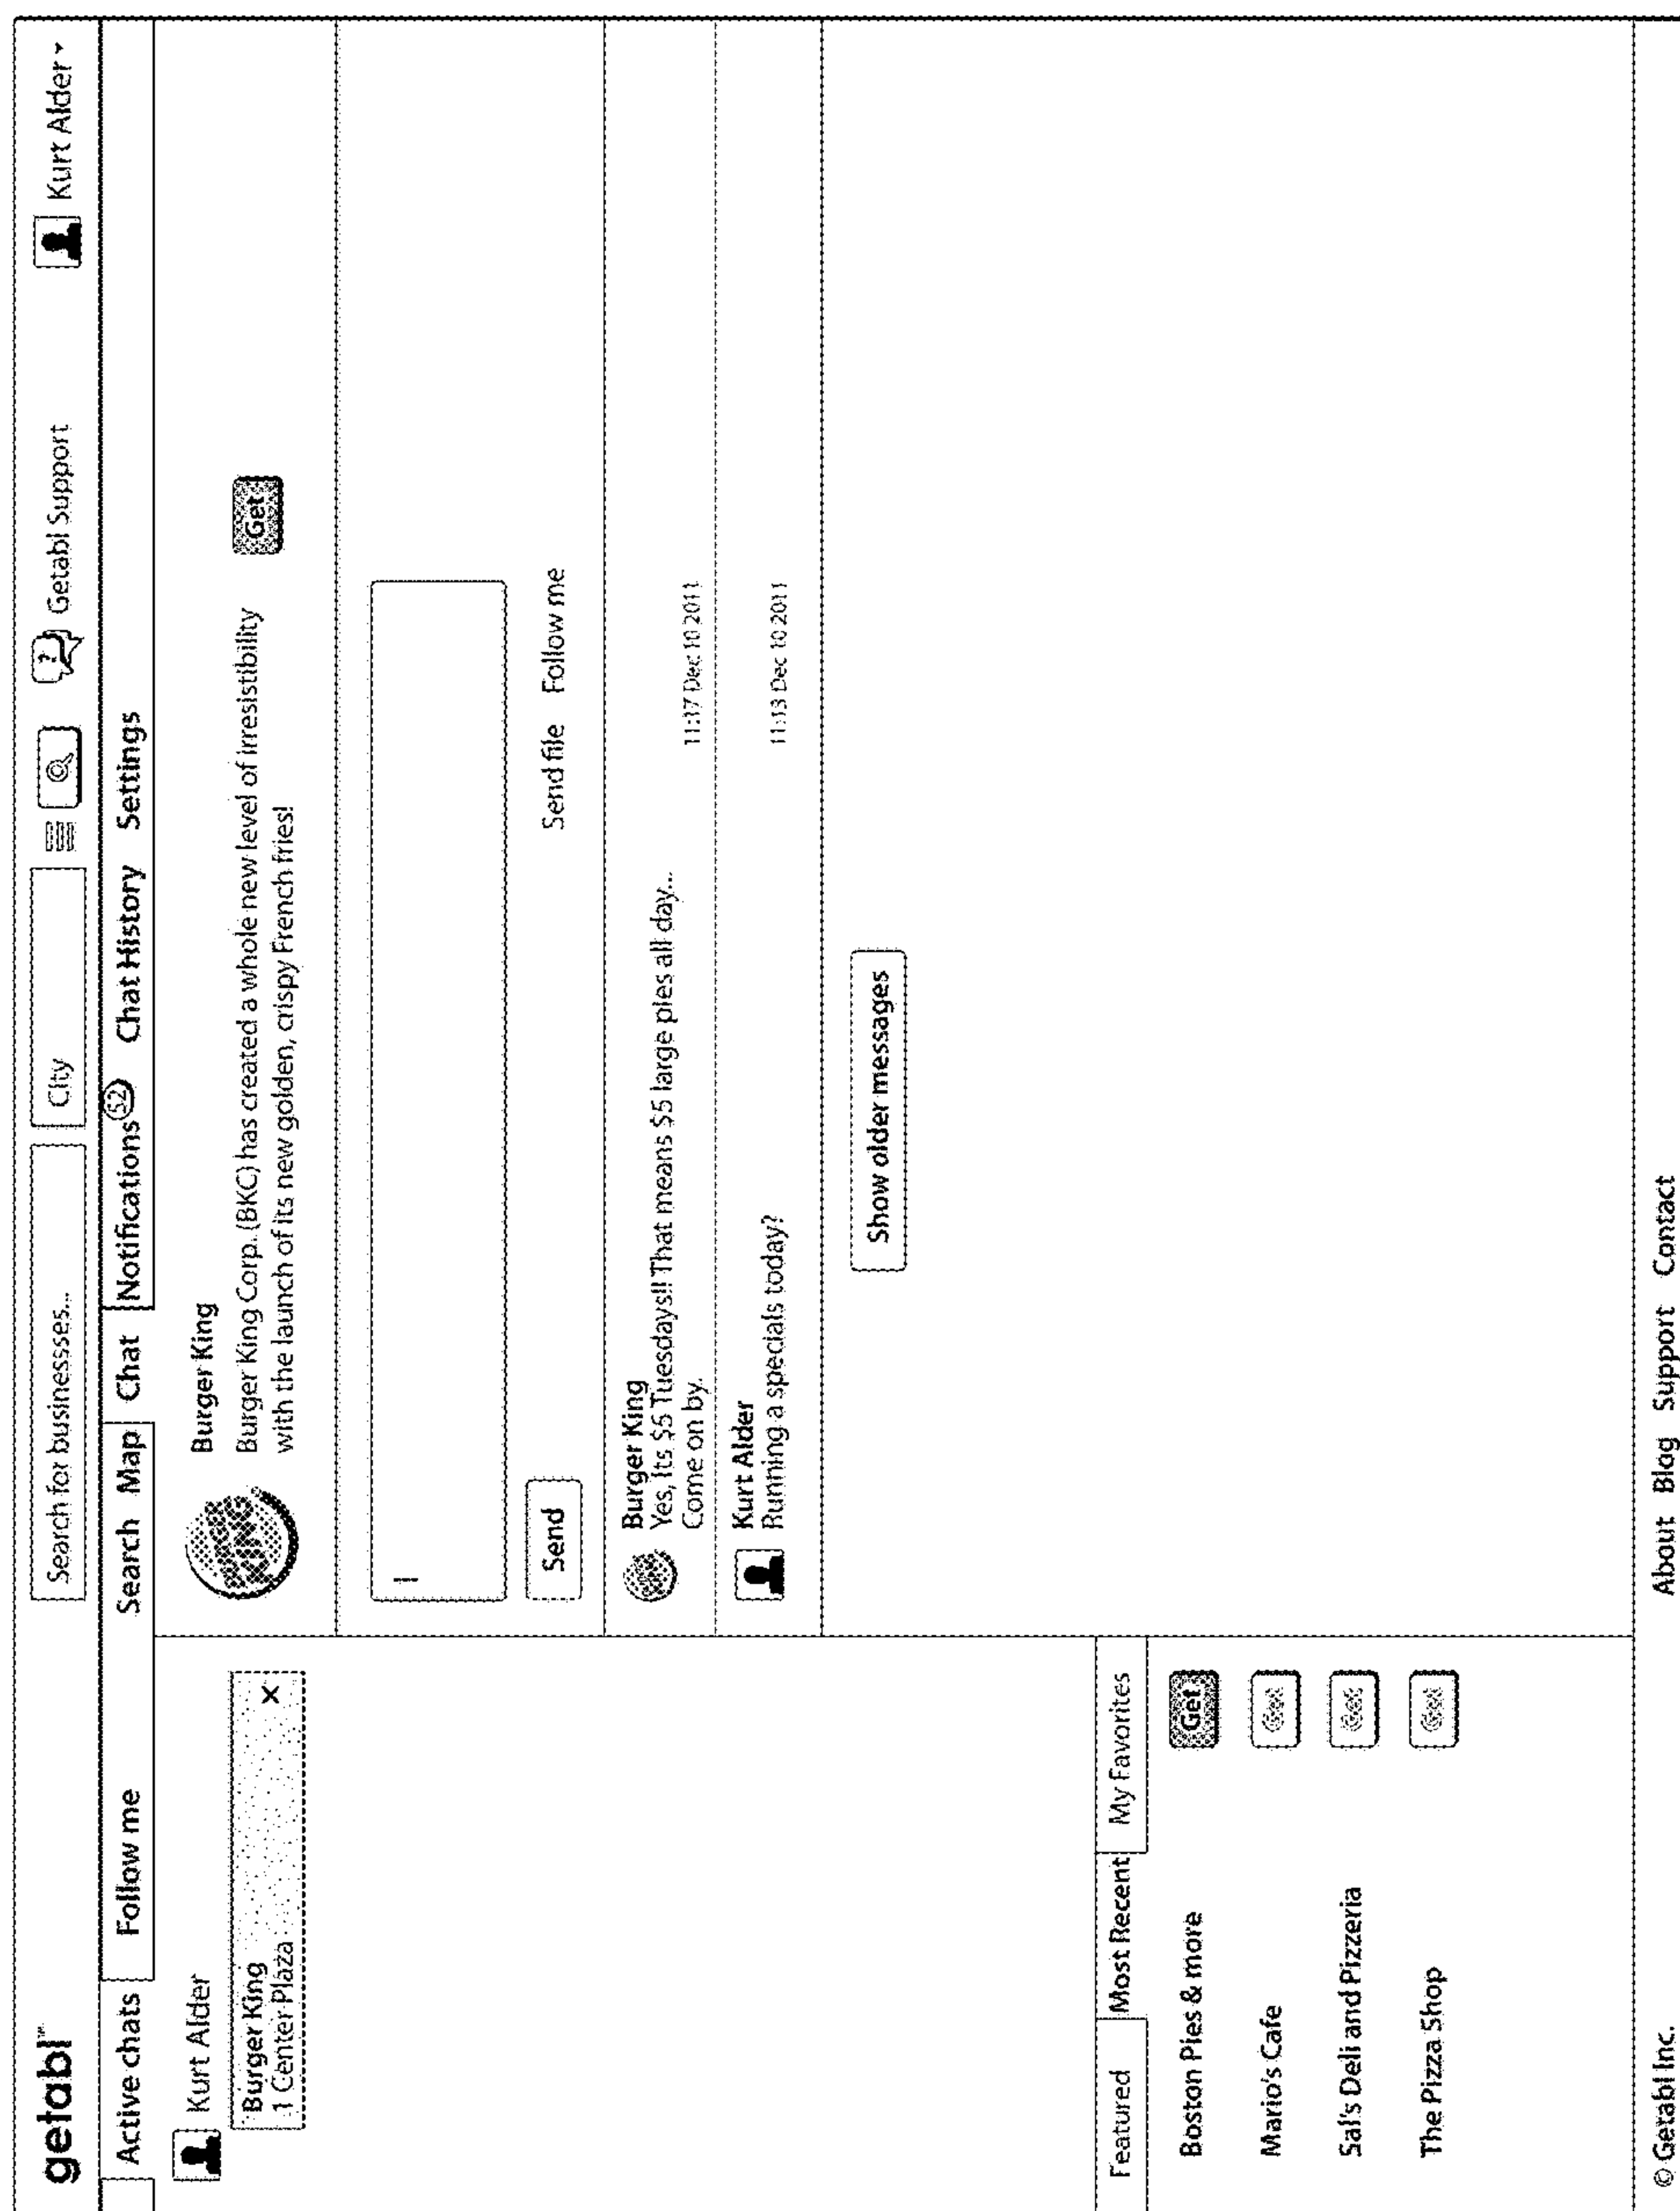 getabl™
Search for businesses...
City
Getabl Support
Kurt Alder
Active chats
Follow me
Search
Map
Chat
Notifications 52
Chat History
Settings
Kurt Alder
Burger King
1 Center Plaza
×
BURGER KING
Burger King
Burger King Corp. (BKC) has created a whole new level of irresistibility
with the launch of its new golden, crispy French fries!
Get
Send
Send file
Follow me
Burger King
Yes, Its $5 Tuesdays!! That means $5 large pies all day...
Come on by.
11:17 Dec 10 2011
Kurt Alder
Running a specials today?
11:13 Dec 10 2011
Show older messages
Featured
Most Recent
My Favorites
Boston Pies & more
Get
Mario's Cafe
Get
Sal's Deli and Pizzeria
Get
The Pizza Shop
Get
© Getabl Inc.
About
Blog
Support
Contact